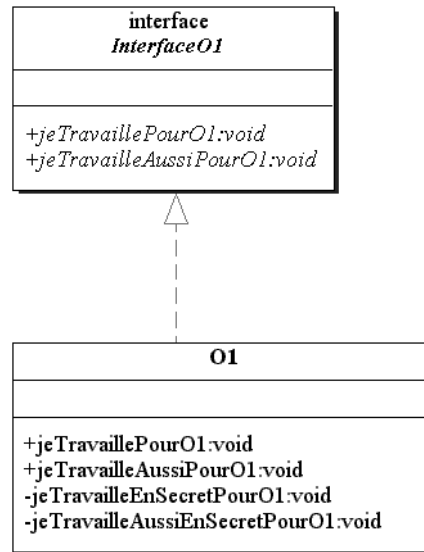 interface
InterfaceO1
+jeTravaillePourO1:void
+jeTravailleAussiPourO1:void
O1
+jeTravaillePourO1:void
+jeTravailleAussiPourO1:void
-jeTravailleEnSecretPourO1:void
-jeTravailleAussiEnSecretPourO1:void